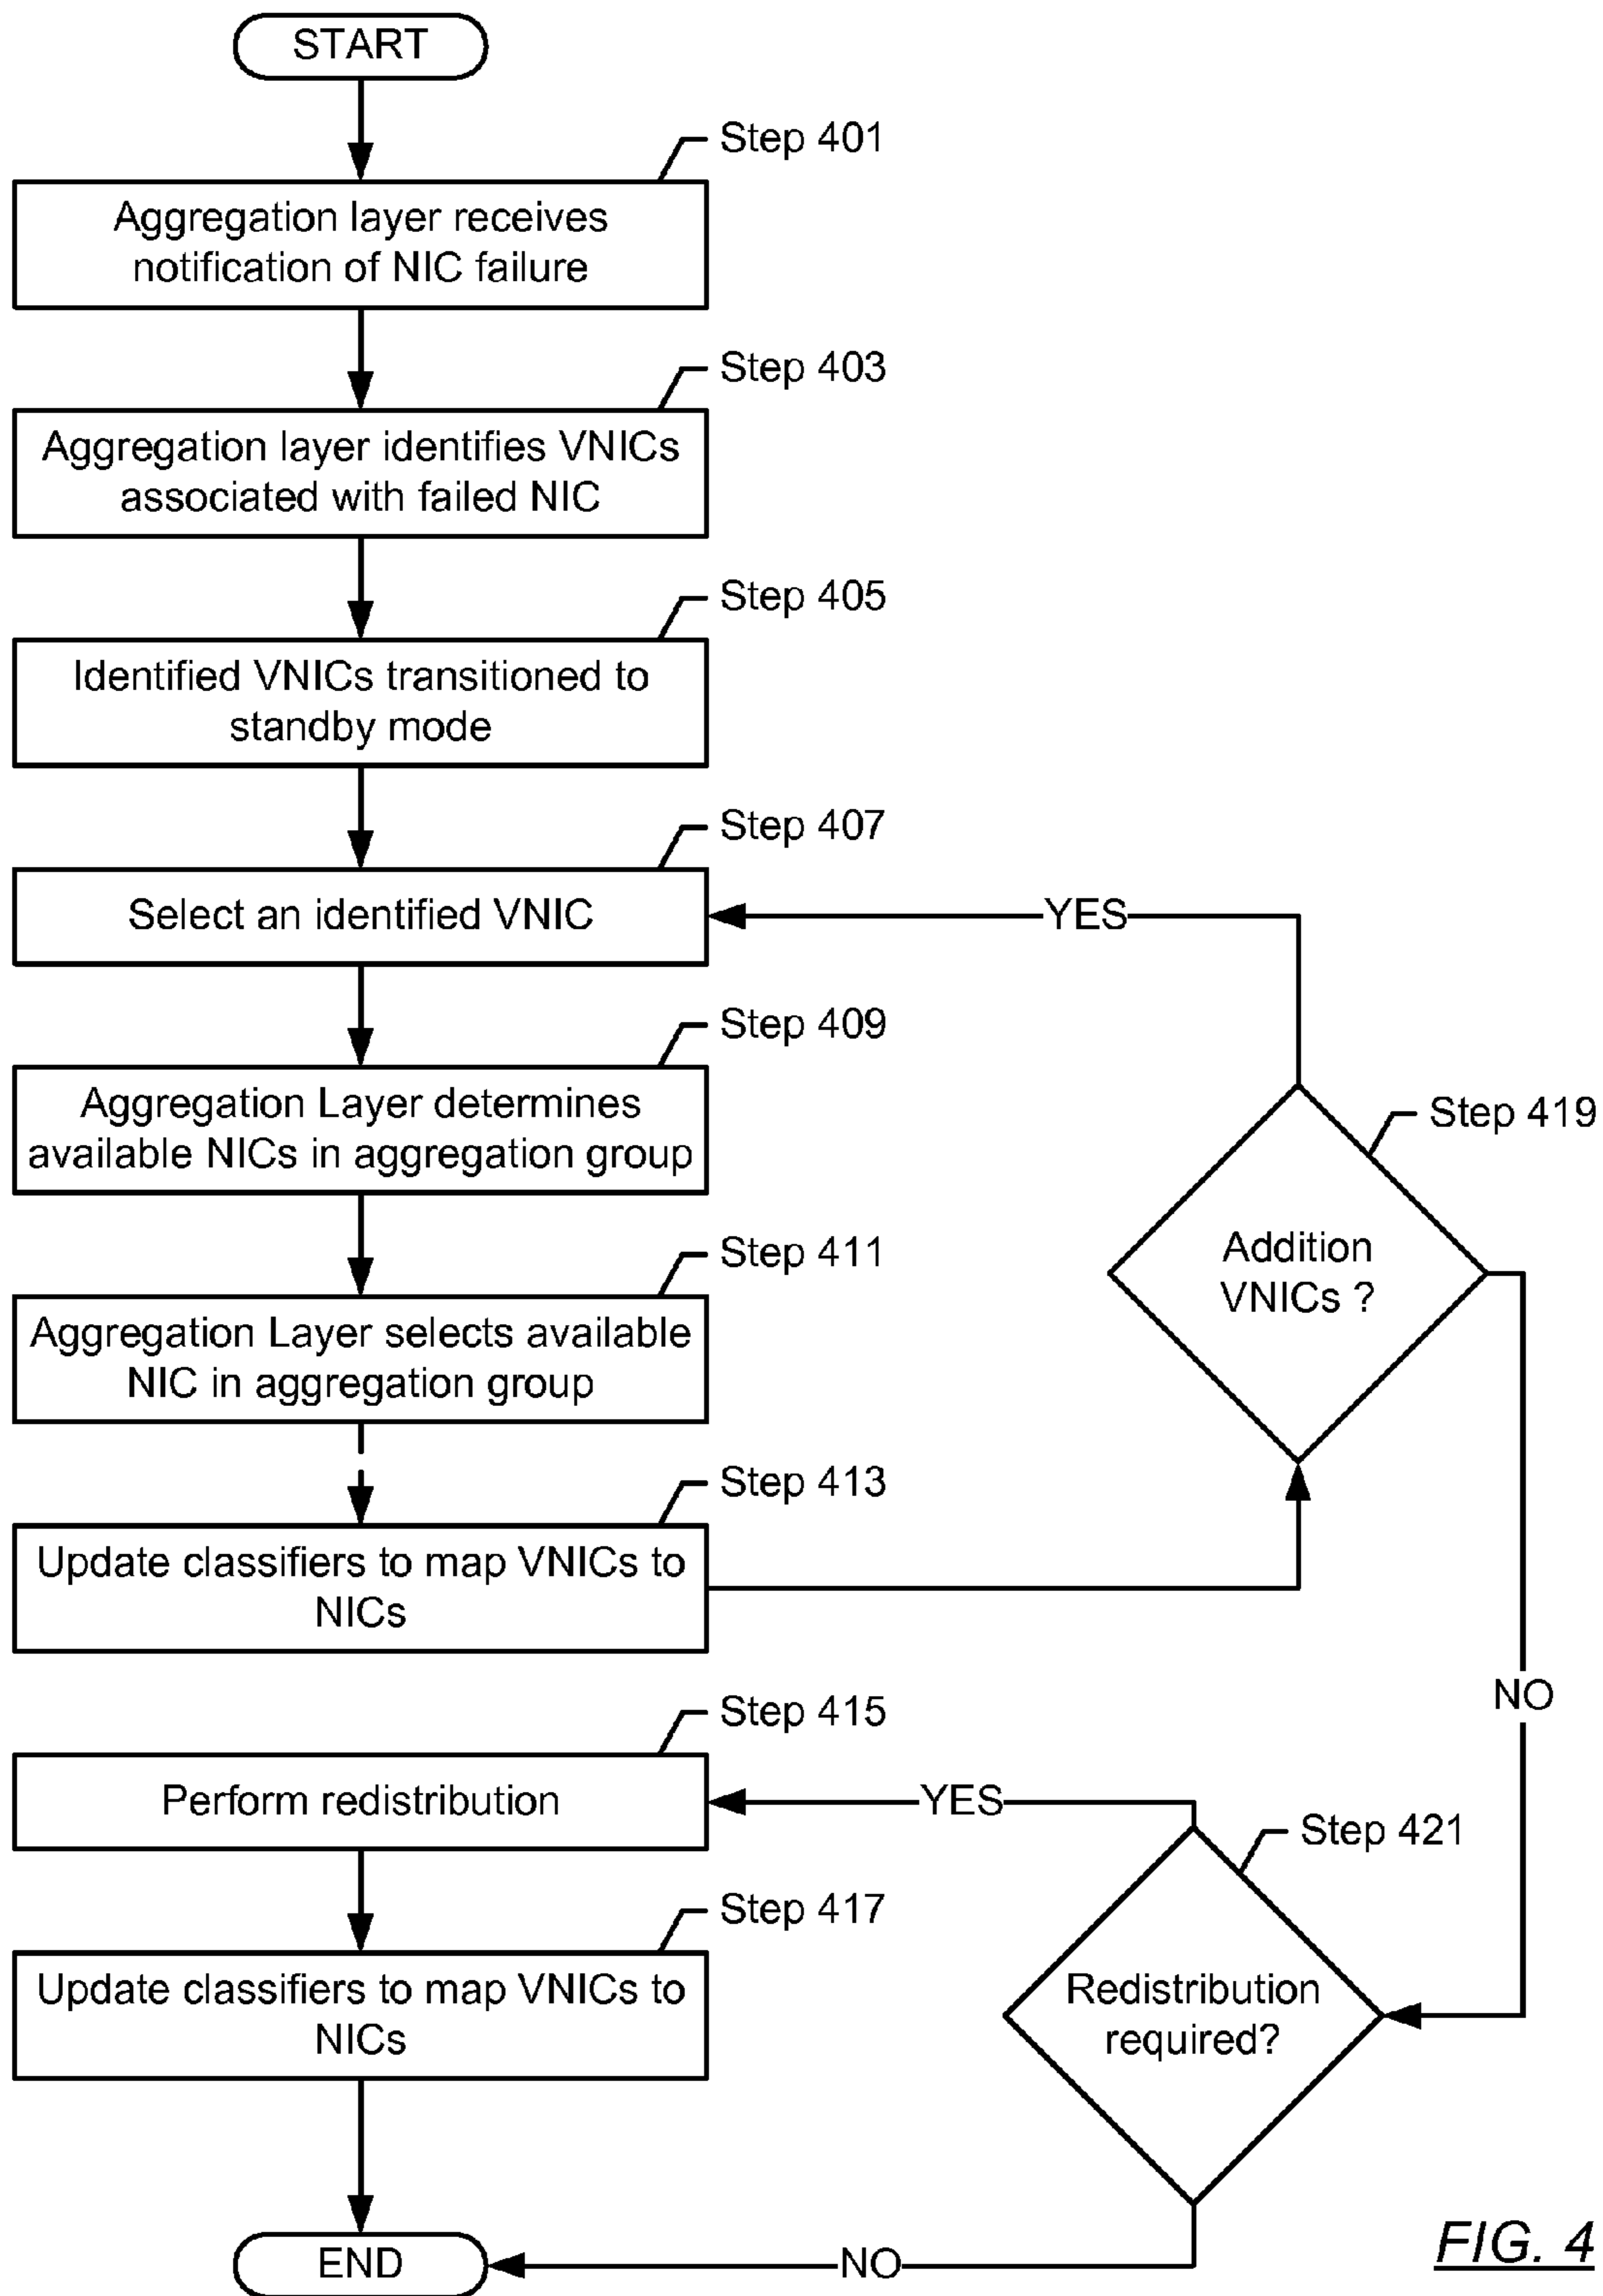 START
Step 401
Aggregation layer receives
notification of NIC failure
Step 403
Aggregation layer identifies VNICs
associated with failed NIC
Step 405
Identified VNICs transitioned to
standby mode
Step 407
Select an identified VNIC
YES
Step 409
Aggregation Layer determines
available NICs in aggregation group
Step 419
Addition
VNICs ?
Step 411
Aggregation Layer selects available
NIC in aggregation group
Step 413
Update classifiers to map VNICs to
NICs
NO
Step 415
Perform redistribution
YES
Step 421
Redistribution
required?
Step 417
Update classifiers to map VNICs to
NICs
END
NO
FIG. 4